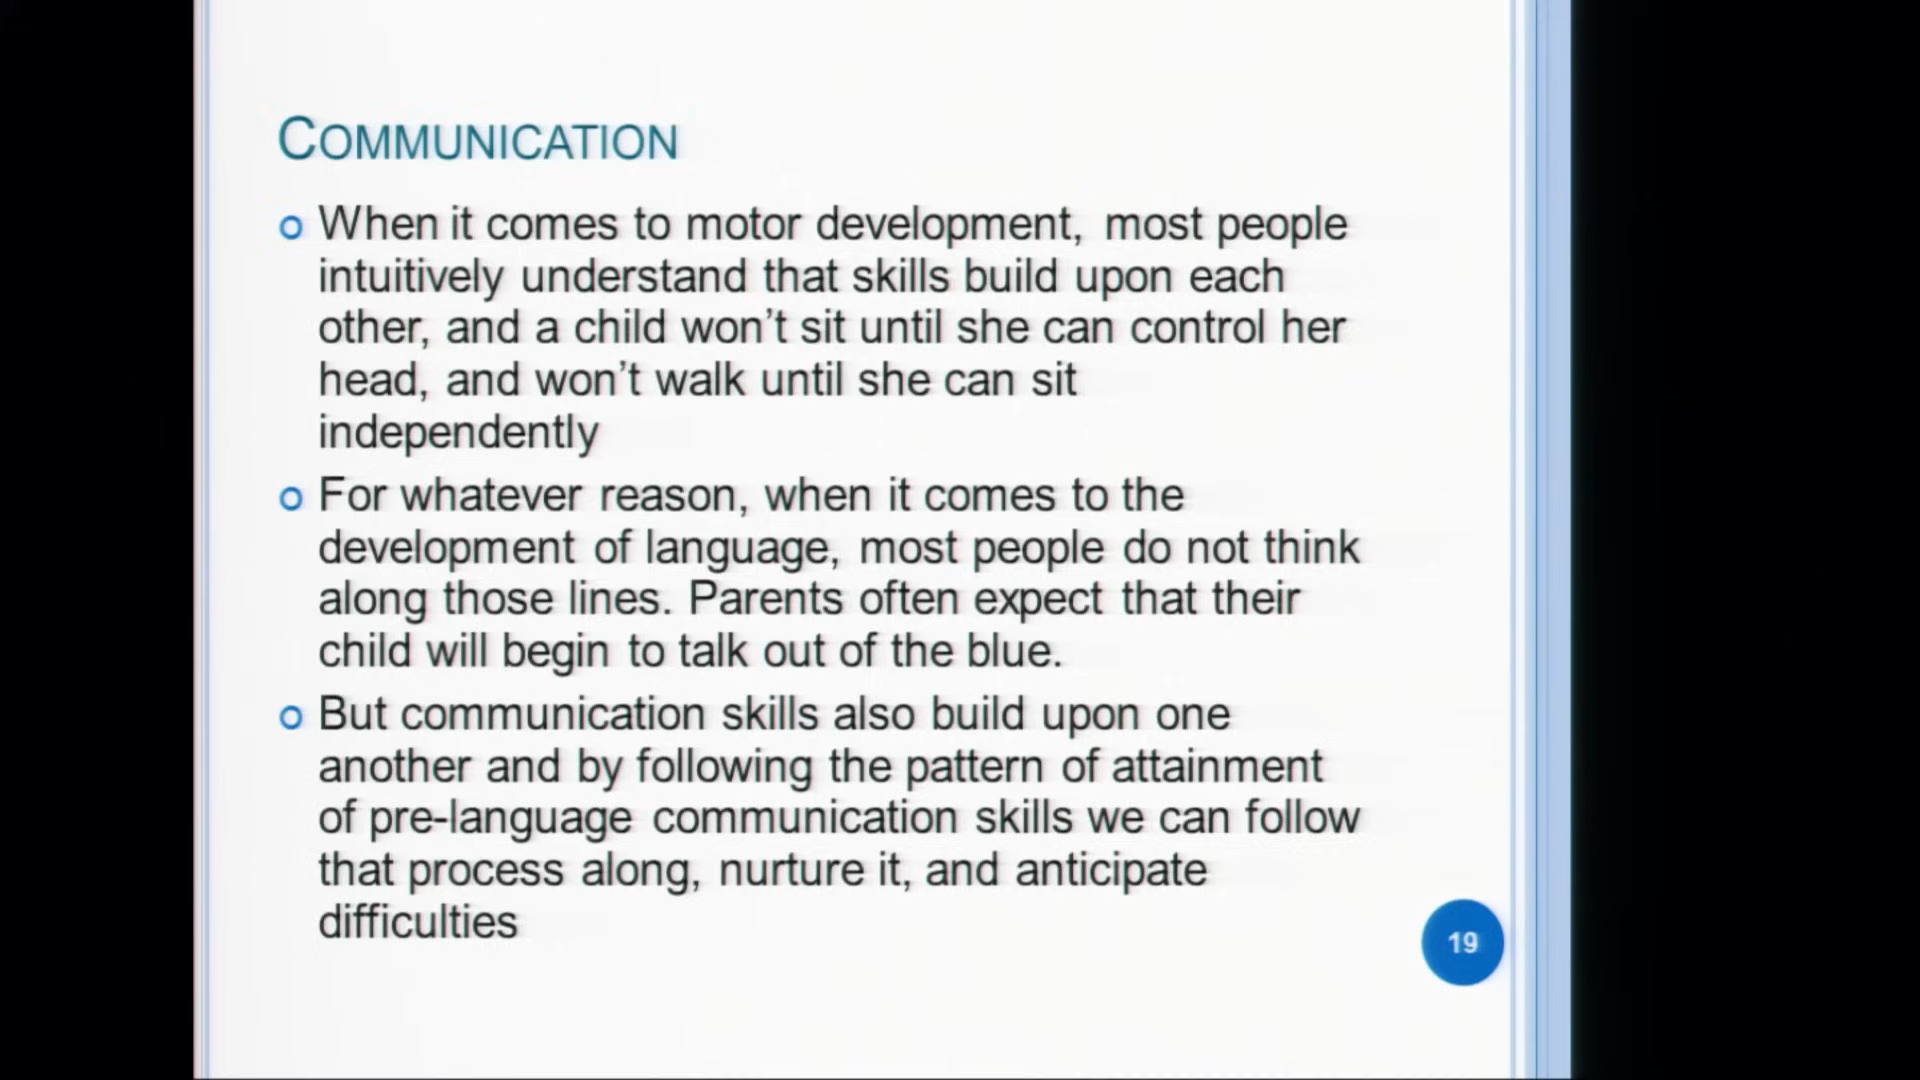 COMMUNICATION
When it comes to motor development, most people
intuitively understand that skills build upon each
other, and a child won't sit until she can control her
head, and won't walk until she can sit
independently
For whatever reason, when it comes to the
development of language, most people do not think
along those lines. Parents often expect that their
child will begin to talk out of the blue.
But communication skills also build upon one
another and by following the pattern of attainment
of pre-language communication skills we can follow
that process along, nurture it, and anticipate
difficulties
19